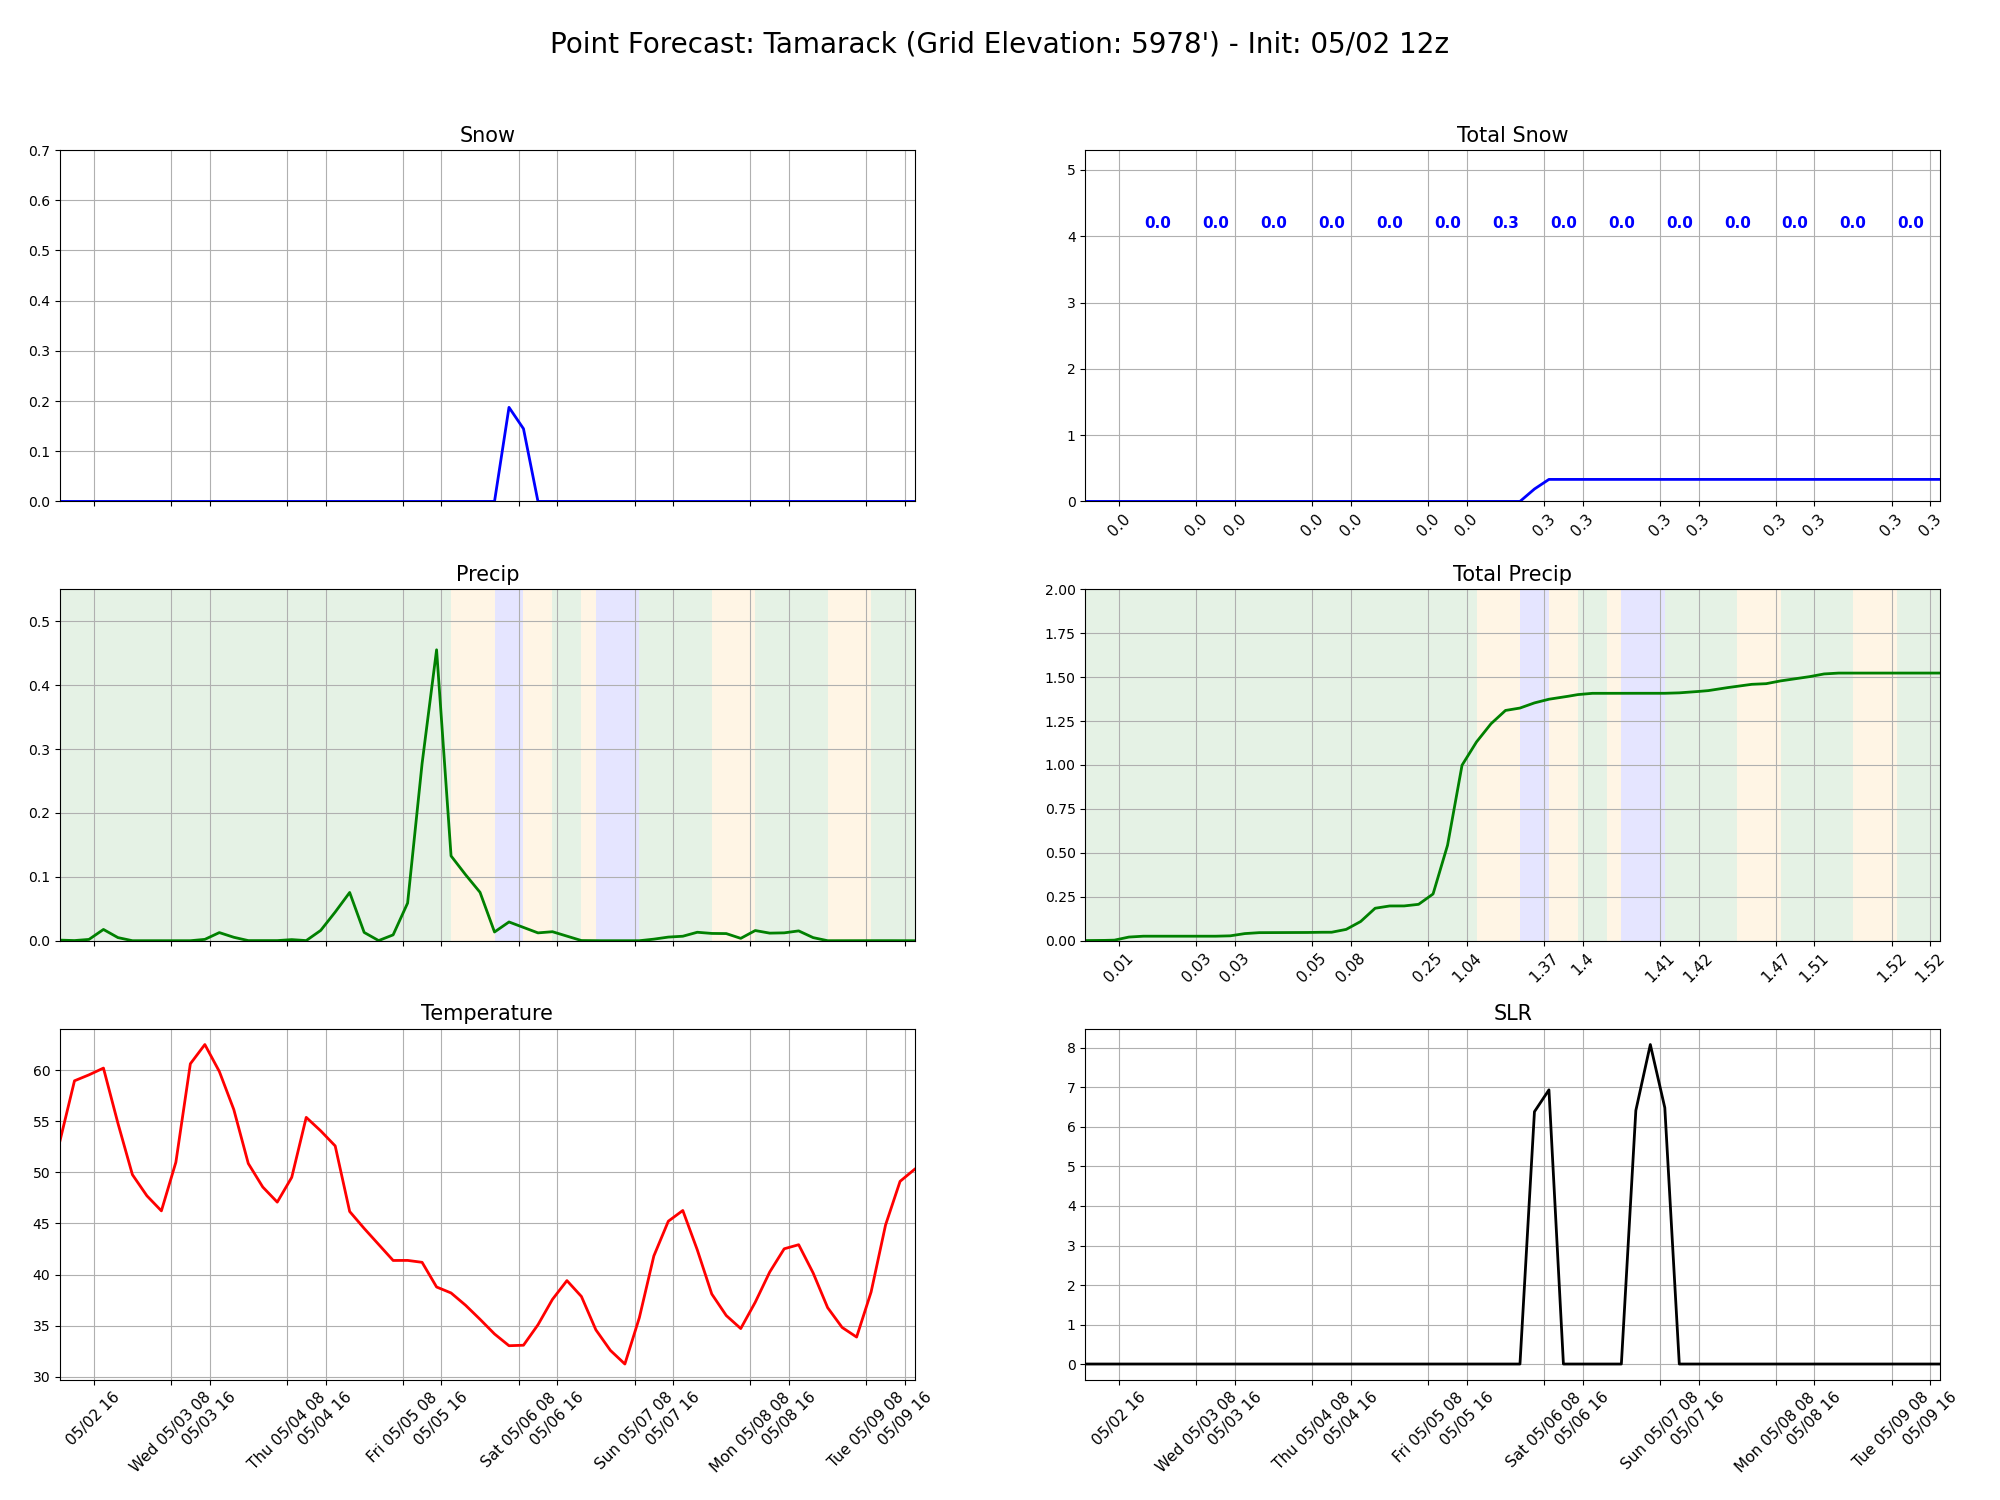 Point Forecast: Tamarack (Grid Elevation: 5978') - Init: 05/02 12z
Snow
0.7
0.6
0.5
0.4
0.3
0.2
0.1
0.0
Total Snow
5
4
3
2
1
0
0.0 0.0 0.0 0.0 0.0 0.0 0.3 0.0 0.0 0.0 0.0 0.0 0.0 0.0
0.0 0.0 0.0 0.0 0.0 0.0 0.0 0.3 0.3 0.3 0.3 0.3 0.3 0.3 0.3
Precip
0.5
0.4
0.3
0.2
0.1
0.0
Total Precip
2.00
1.75
1.50
1.25
1.00
0.75
0.50
0.25
0.00
0.01 0.03 0.03 0.05 0.08 0.25 1.04 1.37 1.4 1.41 1.42 1.47 1.51 1.52 1.52
Temperature
60
55
50
45
40
35
30
05/02 16
Wed 05/03 08
05/03 16
Thu 05/04 08
05/04 16
Fri 05/05 08
05/05 16
Sat 05/06 08
05/06 16
Sun 05/07 08
05/07 16
Mon 05/08 08
05/08 16
Tue 05/09 08
05/09 16
SLR
8
7
6
5
4
3
2
1
0
05/02 16
Wed 05/03 08
05/03 16
Thu 05/04 08
05/04 16
Fri 05/05 08
05/05 16
Sat 05/06 08
05/06 16
Sun 05/07 08
05/07 16
Mon 05/08 08
05/08 16
Tue 05/09 08
05/09 16